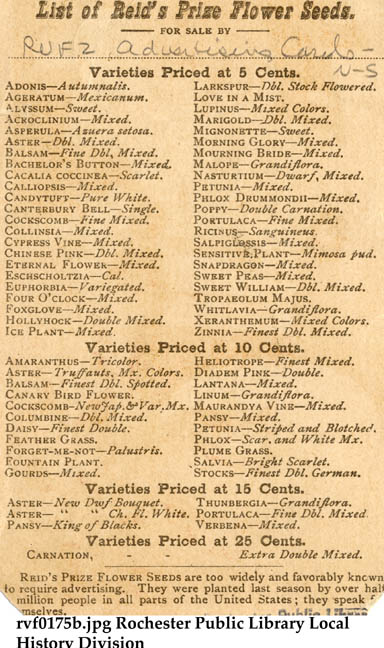 List of Reid's Prize Flower Seeds.
FOR SALE BY
RVFZ Advertising Cards-
N-S
Varieties Priced at 5 Cents.
ADONIS—Autumnalis.
AGERATUM—Mexicanum.
ALYSSUM—Sweet.
ACROCLINIUM—Mixed.
ASPERULA—Azuera setosa.
ASTER—Dbl. Mixed.
BALSAM—Fine Dbl, Mixed.
BACHELOR'S BUTTON—Mixed.
CACALIA COCCINEA—Scarlet.
CALLIOPSIS—Mixed.
CANDYTUFT—Pure White.
CANTERBURY BELL—Single.
COCKSCOMB—Fine Mixed.
COLLINSIA—Mixed.
CYPRESS VINE—Mixed.
CHINESE PINK—Dbl. Mixed.
ETERNAL FLOWER—Mixed.
ESCHSCHOLTZIA—Cal.
EUPHORBIA—Variegated.
FOUR O'CLOCK—Mixed.
FOXGLOVE—Mixed.
HOLLYHOCK—Double Mixed.
ICE PLANT—Mixed.
LARKSPUR—Dbl. Stock Flowered.
LOVE IN A MIST.
LUPINUS—Mixed Colors.
MARIGOLD—Dbl. Mixed.
MIGNONETTE—Sweet.
MORNING GLORY—Mixed.
MOURNING BRIDE—Mixed.
MALOPE—Grandiflora.
NASTURTIUM—Dwarf, Mixed.
PETUNIA—Mixed.
PHLOX DRUMMONDII—Mixed.
POPPY—Double Carnation.
PORTULACA—Fine Mixed.
RICINUS—Sanguineus.
SALPIGLOSSIS—Mixed.
SENSITIVE PLANT—Mimosa pud.
SNAPDRAGON—Mixed.
SWEET PEAS—Mixed.
SWEET WILLIAM—Dbl. Mixed.
TROPAEOLUM MAJUS.
WHITLAVIA—Grandiflora.
XERANTHEMUM—Mixed Colors.
ZINNIA—Finest Dbl. Mixed.
Varieties Priced at 10 Cents.
AMARANTHUS—Tricolor.
ASTER—Truffauts, Mx. Colors.
BALSAM—Finest Dbl. Spotted.
CANARY BIRD FLOWER.
COCKSCOMB—New Jap. & Var. Mx.
COLUMBINE—Dbl. Mixed.
DAISY—Finest Double.
FEATHER GRASS.
FORGET-ME-NOT—Palustris.
FOUNTAIN PLANT.
GOURDS—Mixed.
HELIOTROPE—Finest Mixed.
DIADEM PINK—Double.
LANTANA—Mixed.
LINUM—Grandiflora.
MAURANDYA VINE—Mixed.
PANSY—Mixed.
PETUNIA—Striped and Blotched.
PHLOX—Scar. and White Mx.
PLUME GRASS.
SALVIA—Bright Scarlet.
STOCKS—Finest Dbl. German.
Varieties Priced at 15 Cents.
ASTER—New Dwf Bouquet.
ASTER— " " Ch. Fl. White.
PANSY—King of Blacks.
THUNBERGIA—Grandiflora.
PORTULACA—Fine Dbl Mixed
VERBENA—Mixed.
Varieties Priced at 25 Cents.
CARNATION, - - Extra Double Mixed.
REID'S PRIZE FLOWER SEEDS are too widely and favorably known
to require advertising. They were planted last season by over half
million people in all parts of the United States; they speak f
emselves.
rvf0175b.jpg Rochester Public Library Local
History Division